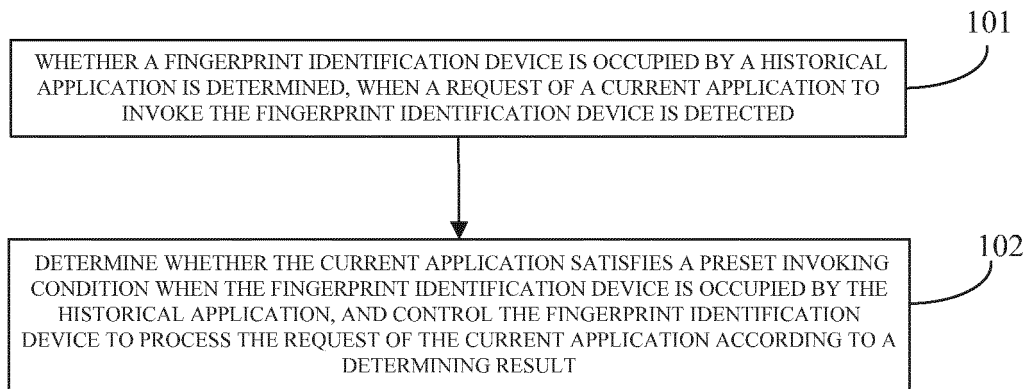 101
WHETHER A FINGERPRINT IDENTIFICATION DEVICE IS OCCUPIED BY A HISTORICAL
APPLICATION IS DETERMINED, WHEN A REQUEST OF A CURRENT APPLICATION TO
INVOKE THE FINGERPRINT IDENTIFICATION DEVICE IS DETECTED
102
DETERMINE WHETHER THE CURRENT APPLICATION SATISFIES A PRESET INVOKING
CONDITION WHEN THE FINGERPRINT IDENTIFICATION DEVICE IS OCCUPIED BY THE
HISTORICAL APPLICATION, AND CONTROL THE FINGERPRINT IDENTIFICATION
DEVICE TO PROCESS THE REQUEST OF THE CURRENT APPLICATION ACCORDING TO A
DETERMINING RESULT